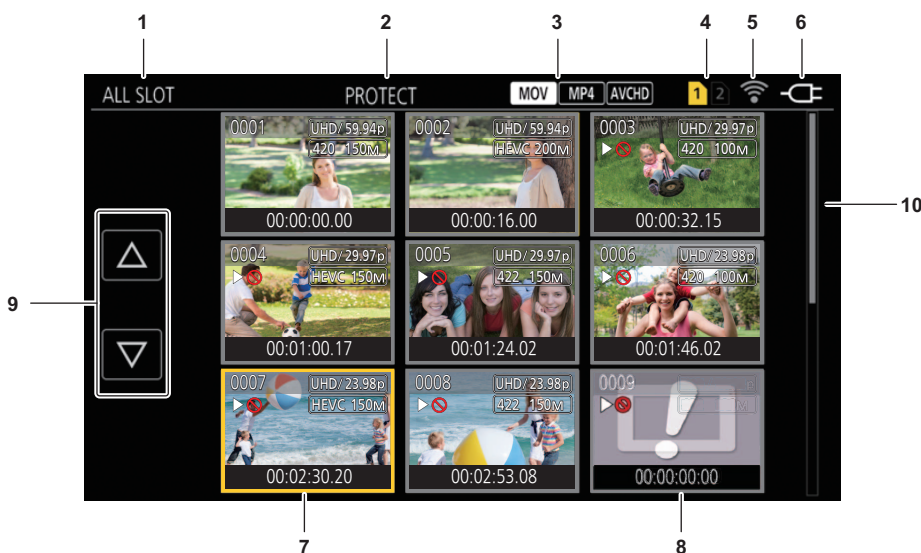 1 2 3 4 5 6
ALL SLOT PROTECT MOV MP4 AVCHD 1 2
0001 UHD/59.94p
420 150M
00:00:00.00
0002 UHD/59.94p
HEVC 200M
00:00:16.00
0003 UHD/29.97p
420 100M
00:00:32.15
10
0004 UHD/29.97p
HEVC 150M
00:01:00.17
0005 UHD/29.97p
422 150M
00:01:24.02
0006 UHD/23.98p
420 100M
00:01:46.02
9
0007 UHD/23.98p
HEVC 150M
00:02:30.20
0008 UHD/23.98p
422 150M
00:02:53.08
0009
00:00:00:00
7 8